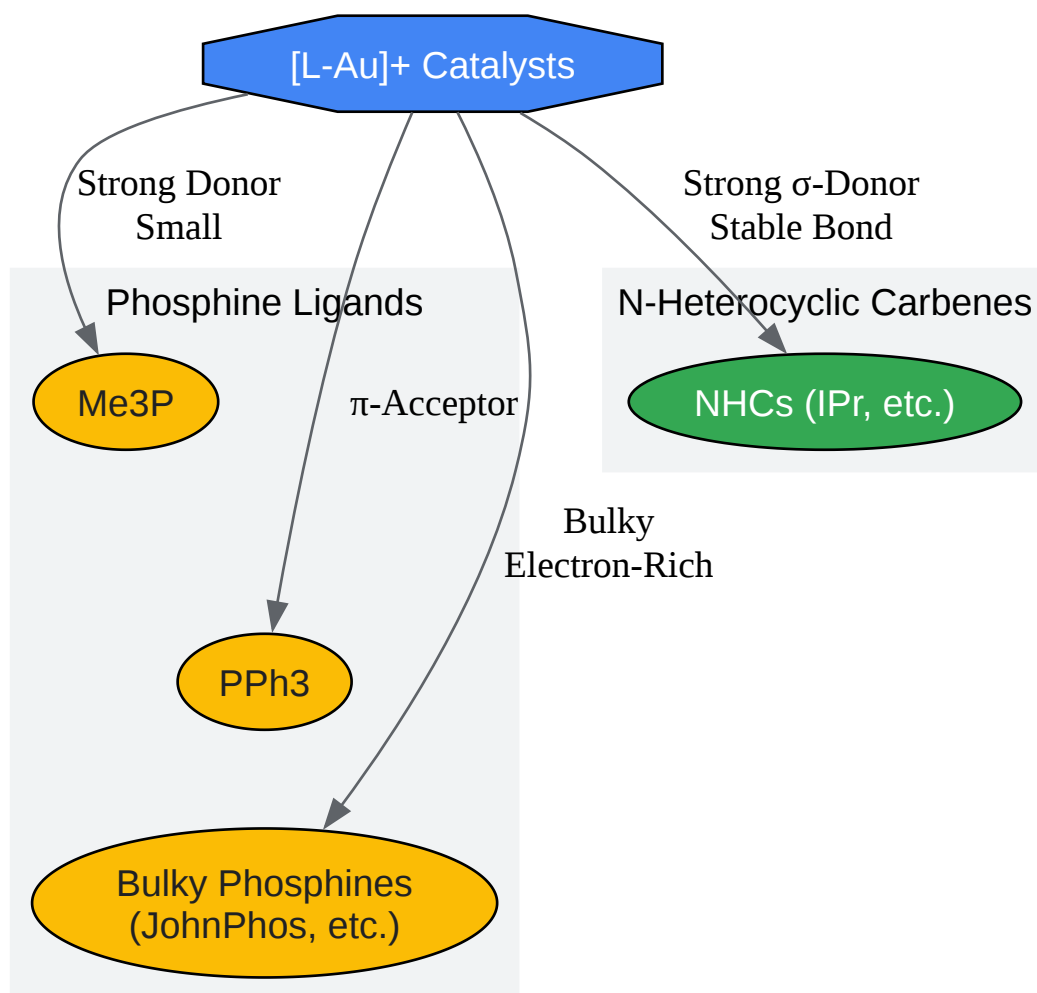 [L-Au]+ Catalysts
Strong Donor
Small
Strong σ-Donor
Stable Bond
Phosphine Ligands
N-Heterocyclic Carbenes
Me3P
π-Acceptor
NHCs (IPr, etc.)
Bulky
Electron-Rich
PPh3
Bulky Phosphines
(JohnPhos, etc.)